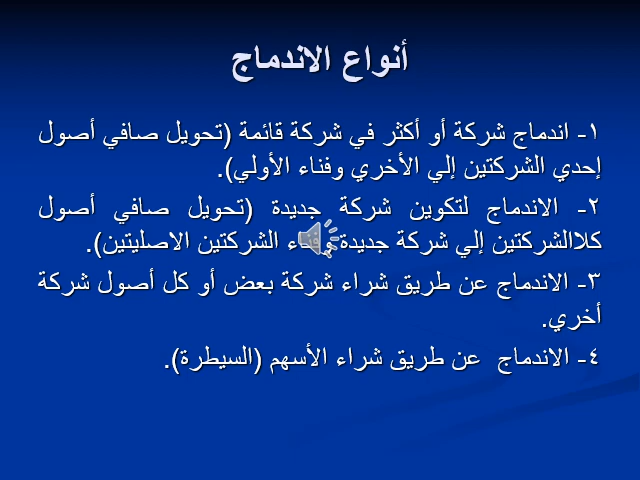 أنواع الاندماج
١- اندماج شركة أو أكثر في شركة قائمة (تحويل صافي أصول
إحدي الشركتين إلي الأخري وفناء الأولي).
٢- الاندماج لتكوين شركة جديدة (تحويل صافي أصول
كلاالشركتين إلي شركة جديدة الشركتين الاصليتين).
٣- الاندماج عن طريق شراء شركة بعض أو كل أصول شركة
أخري.
٤- الاندماج عن طريق شراء الأسهم (السيطرة).